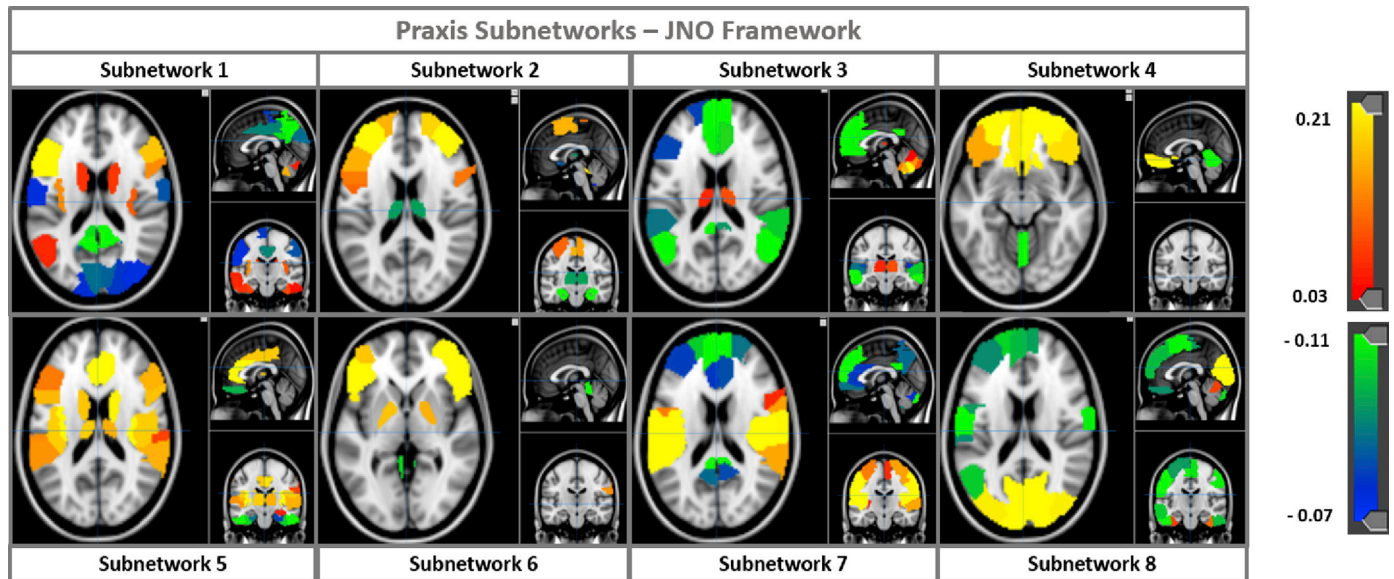 Praxis Subnetworks – JNO Framework
Subnetwork 1
Subnetwork 2
Subnetwork 3
Subnetwork 4
0.21
0.03
- 0.11
- 0.07
Subnetwork 5
Subnetwork 6
Subnetwork 7
Subnetwork 8